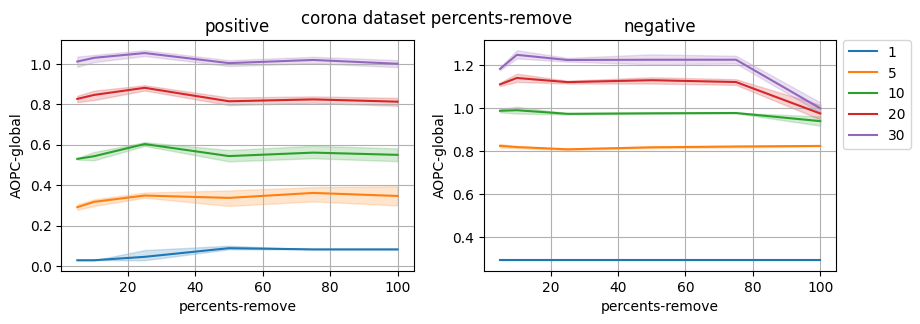 corona dataset percents-remove
positive
AOPC-global
1.0
0.8
0.6
0.4
0.2
0.0
20 40 60 80 100
percents-remove
negative
AOPC-global
1.2
1.0
0.8
0.6
0.4
20 40 60 80 100
percents-remove
1
5
10
20
30